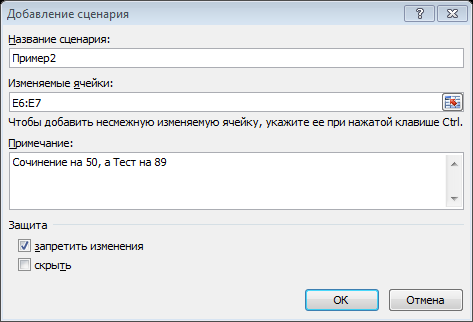 Добавление сценария
Название сценария:
Пример2
Изменяемые ячейки:
E6:E7
Чтобы добавить несмежную изменяемую ячейку, укажите ее при нажатой клавише Ctrl.
Примечание:
Сочинение на 50, а Тест на 89
Защита
запретить изменения
скрыть
ОК
Отмена